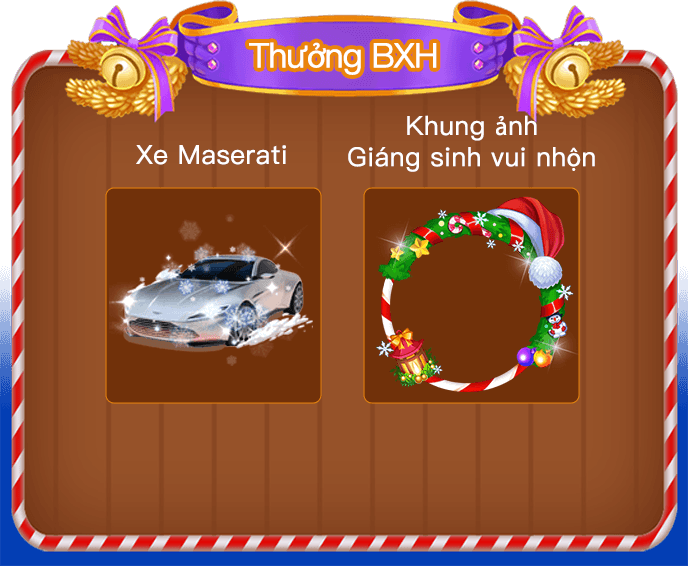 Thưởng BXH
Xe Maserati
Khung ảnh
Giáng sinh vui nhộn